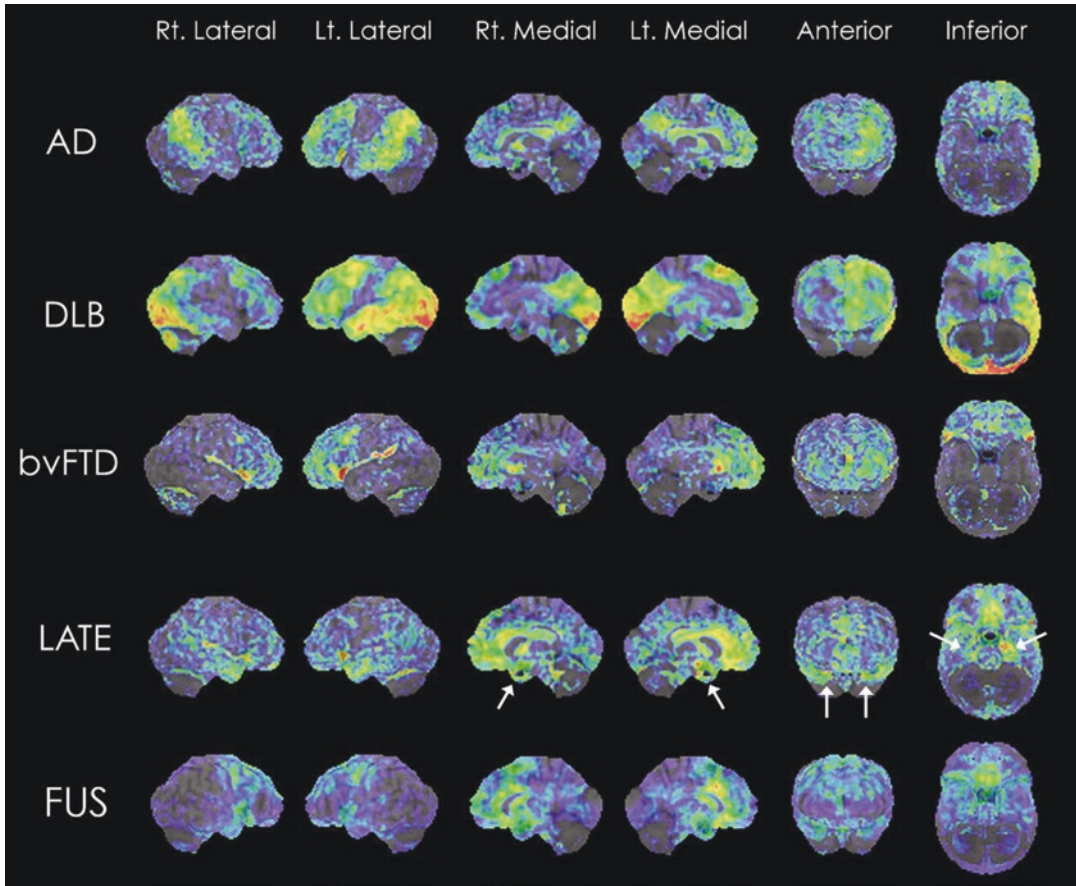 Rt. Lateral Lt. Lateral Rt. Medial Lt. Medial Anterior Inferior
AD
DLB
bvFTD
LATE
FUS